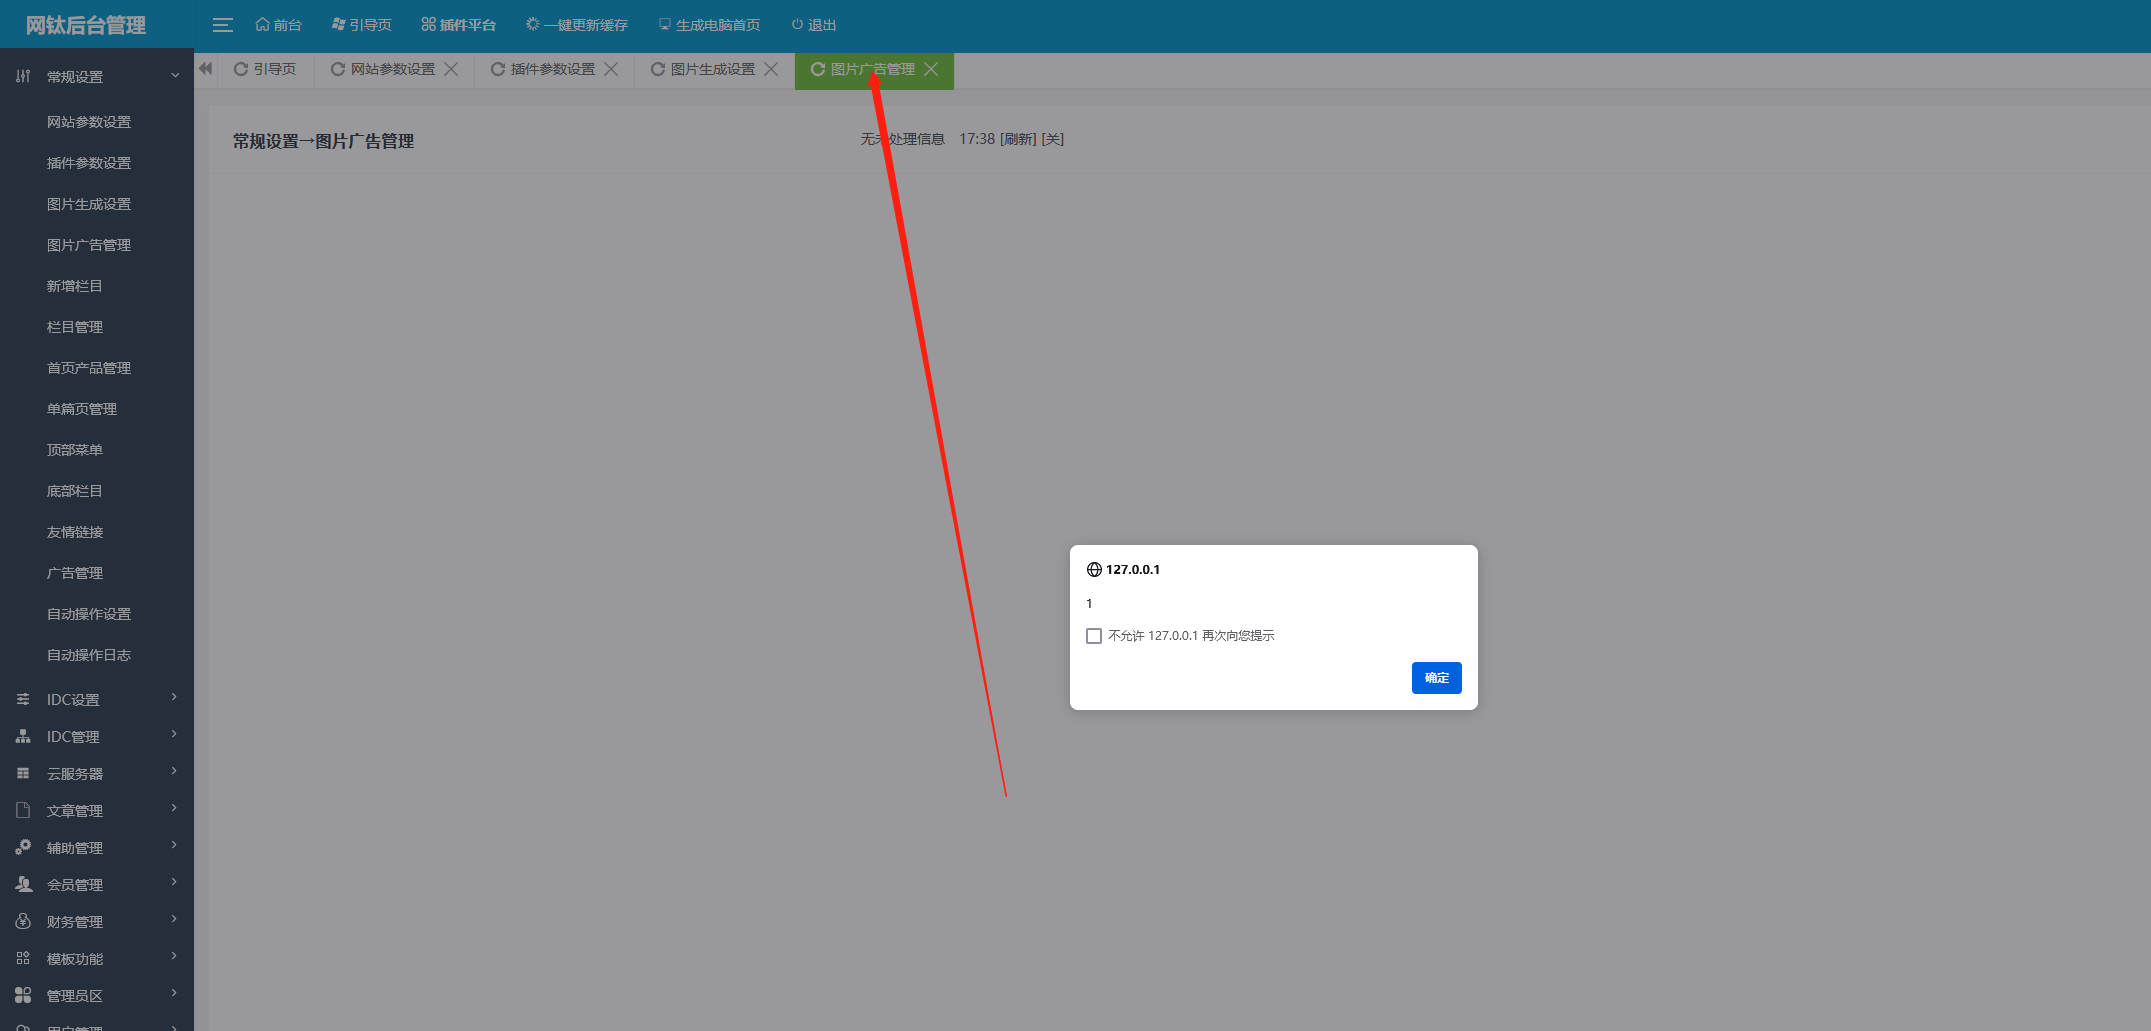 网钛后台管理
前台 引导页 插件平台 一键更新缓存 生成电脑首页 退出
引导页 网站参数设置 插件参数设置 图片生成设置 图片广告管理
常规设置
网站参数设置
插件参数设置
图片生成设置
图片广告管理
新增栏目
栏目管理
首页产品管理
单篇页管理
顶部菜单
底部栏目
友情链接
广告管理
自动操作设置
自动操作日志
IDC设置
IDC管理
云服务器
文章管理
辅助管理
会员管理
财务管理
模板功能
管理员区
常规设置→图片广告管理
无未处理信息 17:38 [刷新] [关]
127.0.0.1
1
不允许 127.0.0.1 再次向您提示
确定